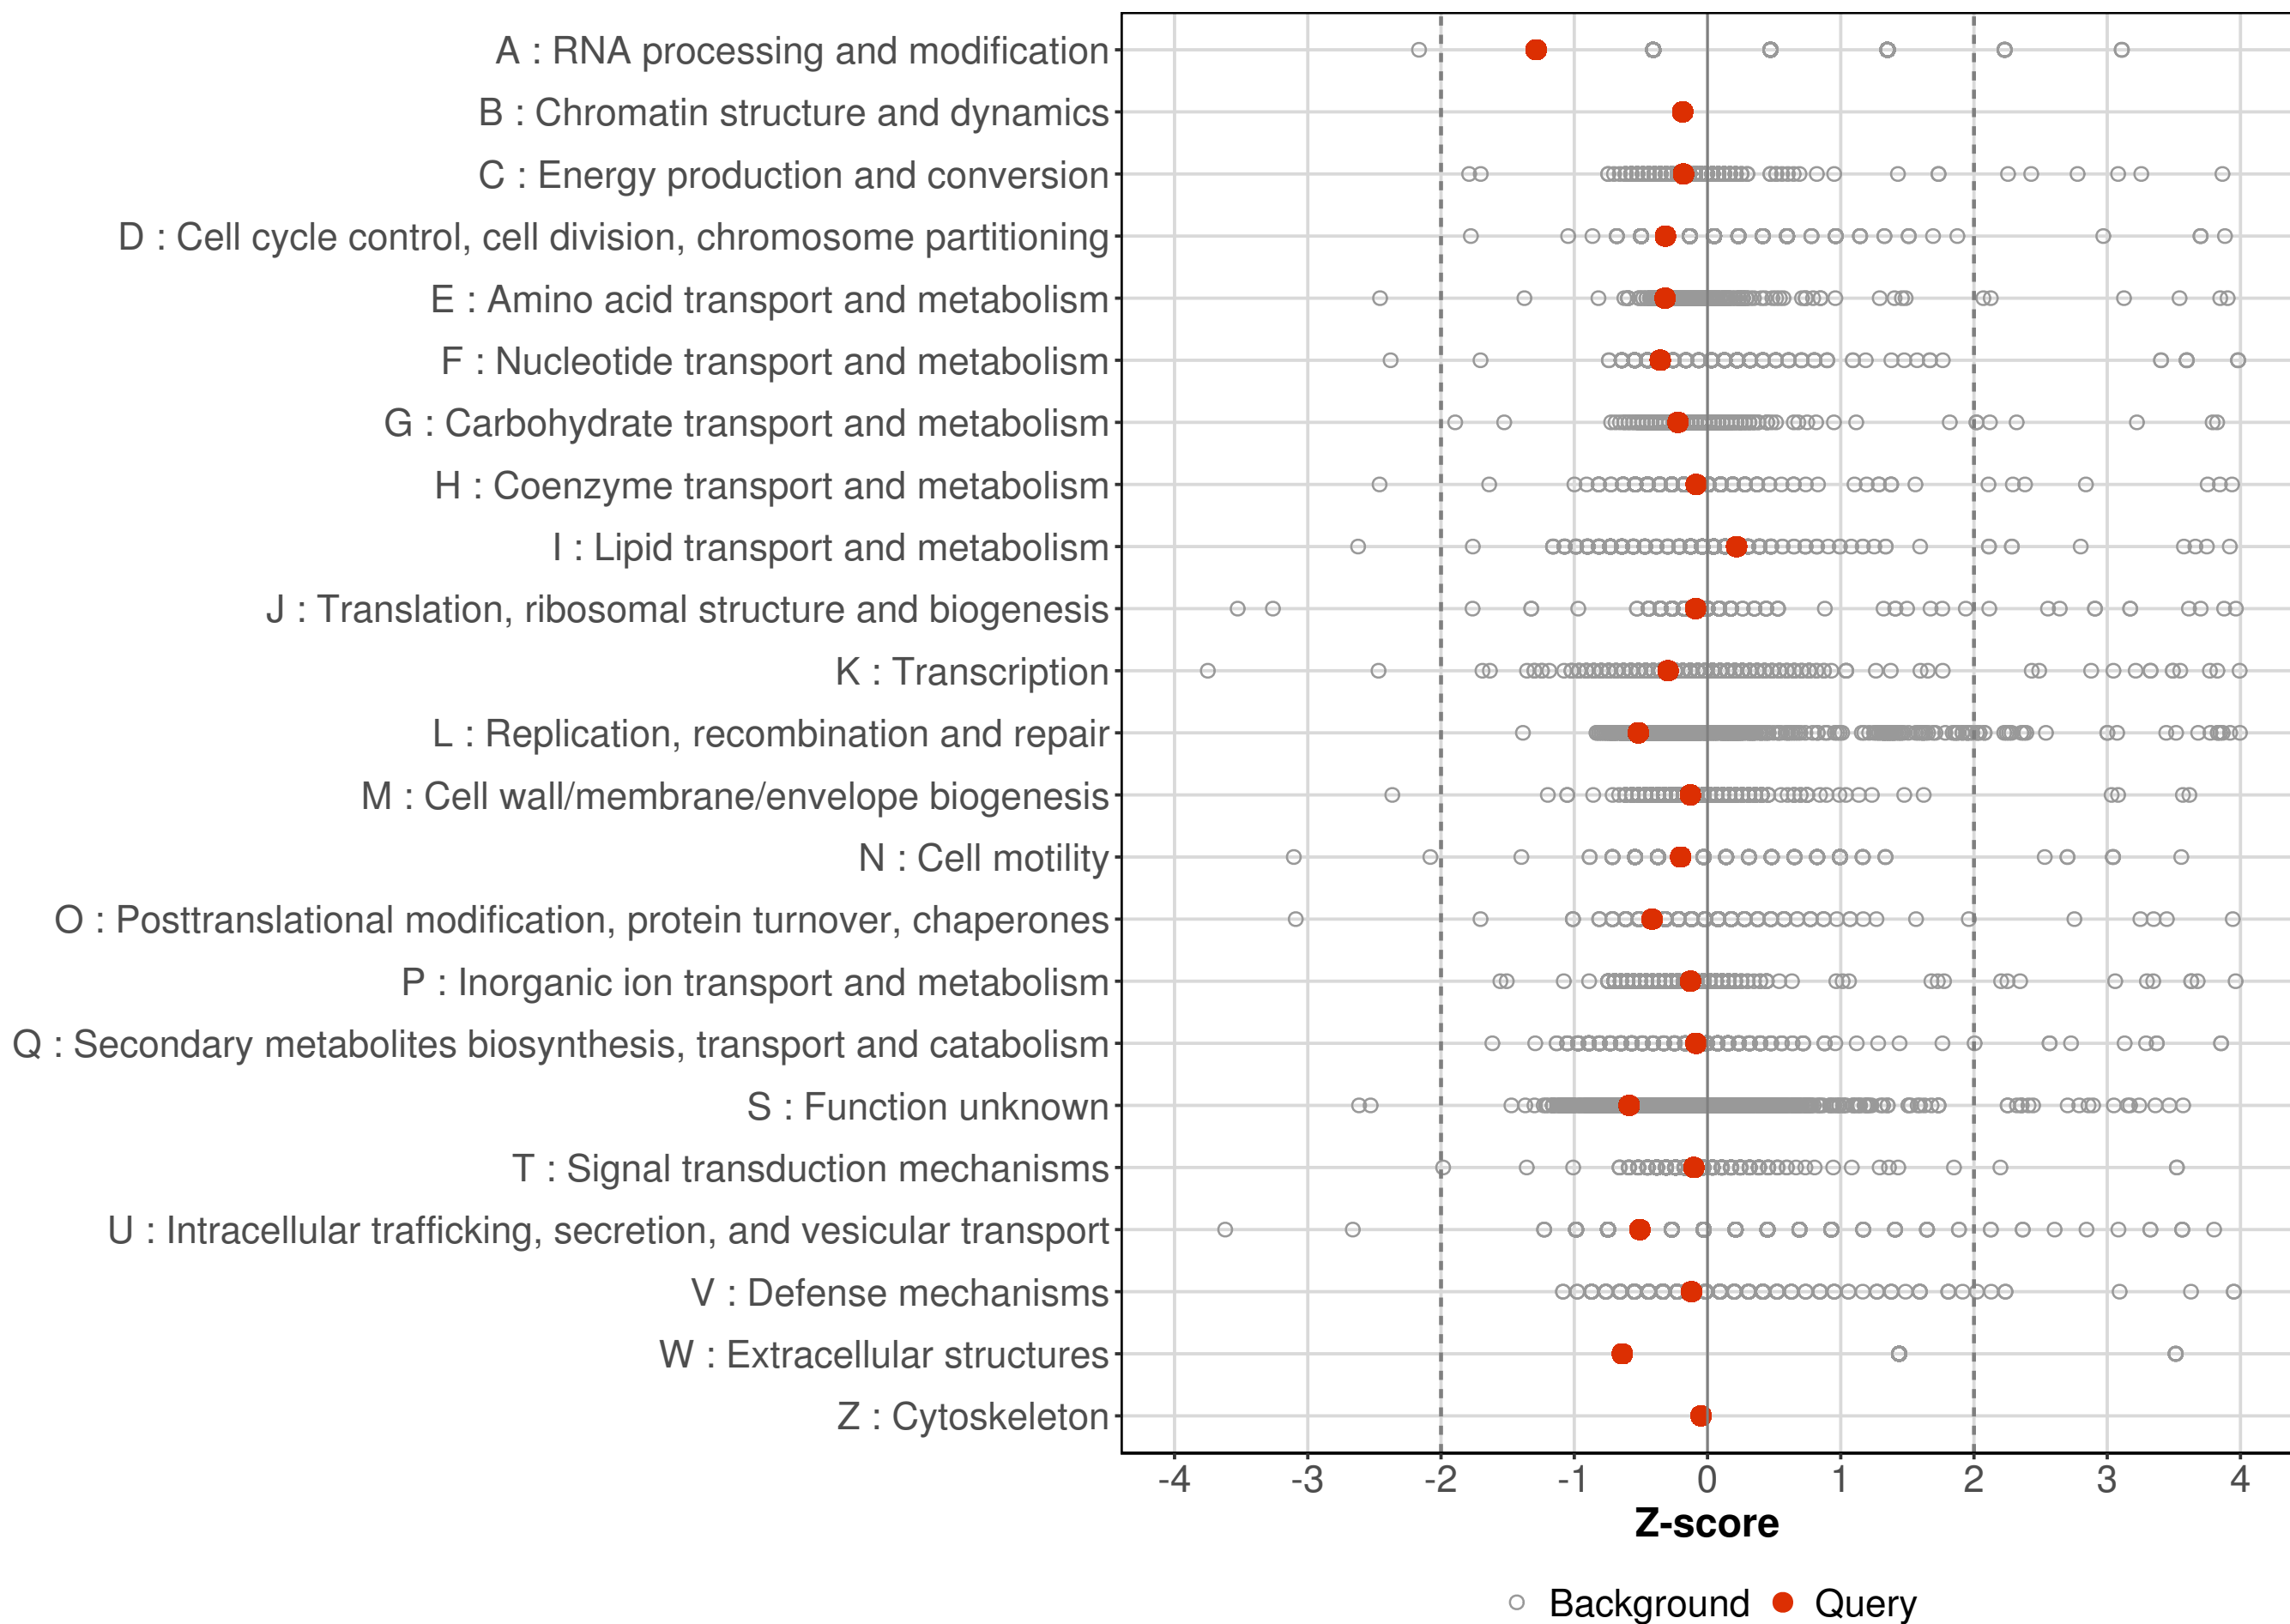 A : RNA processing and modification
B : Chromatin structure and dynamics
C : Energy production and conversion
D : Cell cycle control, cell division, chromosome partitioning
E : Amino acid transport and metabolism
F : Nucleotide transport and metabolism
G : Carbohydrate transport and metabolism
H : Coenzyme transport and metabolism
I : Lipid transport and metabolism
J : Translation, ribosomal structure and biogenesis
K : Transcription
L : Replication, recombination and repair
M : Cell wall/membrane/envelope biogenesis
N : Cell motility
O : Posttranslational modification, protein turnover, chaperones
P : Inorganic ion transport and metabolism
Q : Secondary metabolites biosynthesis, transport and catabolism
S : Function unknown
T : Signal transduction mechanisms
U : Intracellular trafficking, secretion, and vesicular transport
V : Defense mechanisms
W : Extracellular structures
Z : Cytoskeleton
-4 -3 -2 -1 0 1 2 3 4
Z-score
Background Query